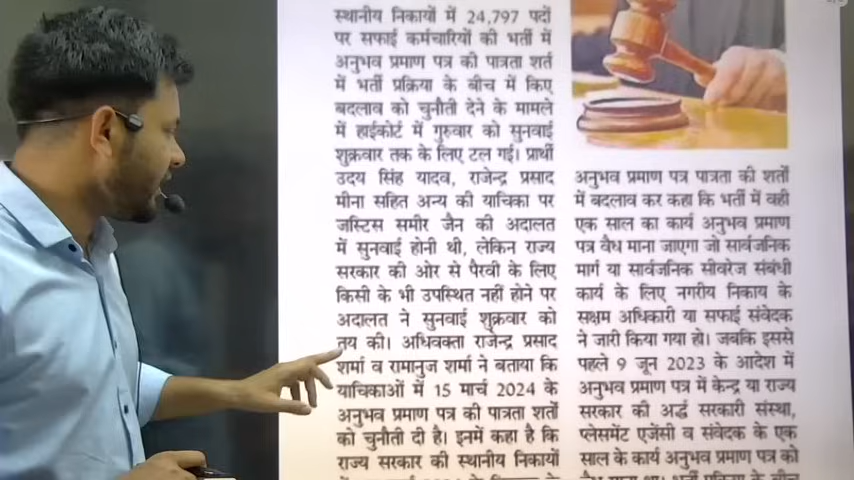 स्थानीय निकायों में 24,797 पदों
पर सफाई कर्मचारियों की भर्ती में
अनुभव प्रमाण पत्र की पात्रता शर्त
में भर्ती प्रक्रिया के बीच में किए
बदलाव को चुनौती देने के मामले
में हाईकोर्ट में गुरुवार को सुनवाई
शुक्रवार तक के लिए टल गई। प्रार्थी
उदय सिंह यादव, राजेन्द्र प्रसाद
मीना सहित अन्य की याचिका पर
जस्टिस समीर जैन की अदालत
में सुनवाई होनी थी, लेकिन राज्य
सरकार की ओर से पैरवी के लिए
किसी के भी उपस्थित नहीं होने पर
अदालत ने सुनवाई शुक्रवार को
तय की। अधिवक्ता राजेन्द्र प्रसाद
शर्मा व रामानुज शर्मा ने बताया कि
याचिकाओं में 15 मार्च 2024 के
अनुभव प्रमाण पत्र की पात्रता शर्तों
को चुनौती दी है। इनमें कहा है कि
राज्य सरकार की स्थानीय निकायों
अनुभव प्रमाण पत्र पात्रता की शर्तों
में बदलाव कर कहा कि भर्ती में वही
एक साल का कार्य अनुभव प्रमाण
पत्र वैध माना जाएगा जो सार्वजनिक
मार्ग या सार्वजनिक सीवरेज संबंधी
कार्य के लिए नगरीय निकाय के
सक्षम अधिकारी या सफाई संवेदक
ने जारी किया गया हो। जबकि इससे
पहले 9 जून 2023 के आदेश में
अनुभव प्रमाण पत्र में केन्द्र या राज्य
सरकार की अर्द्ध सरकारी संस्था,
प्लेसमेंट एजेंसी व संवेदक के एक
साल के कार्य अनुभव प्रमाण पत्र को